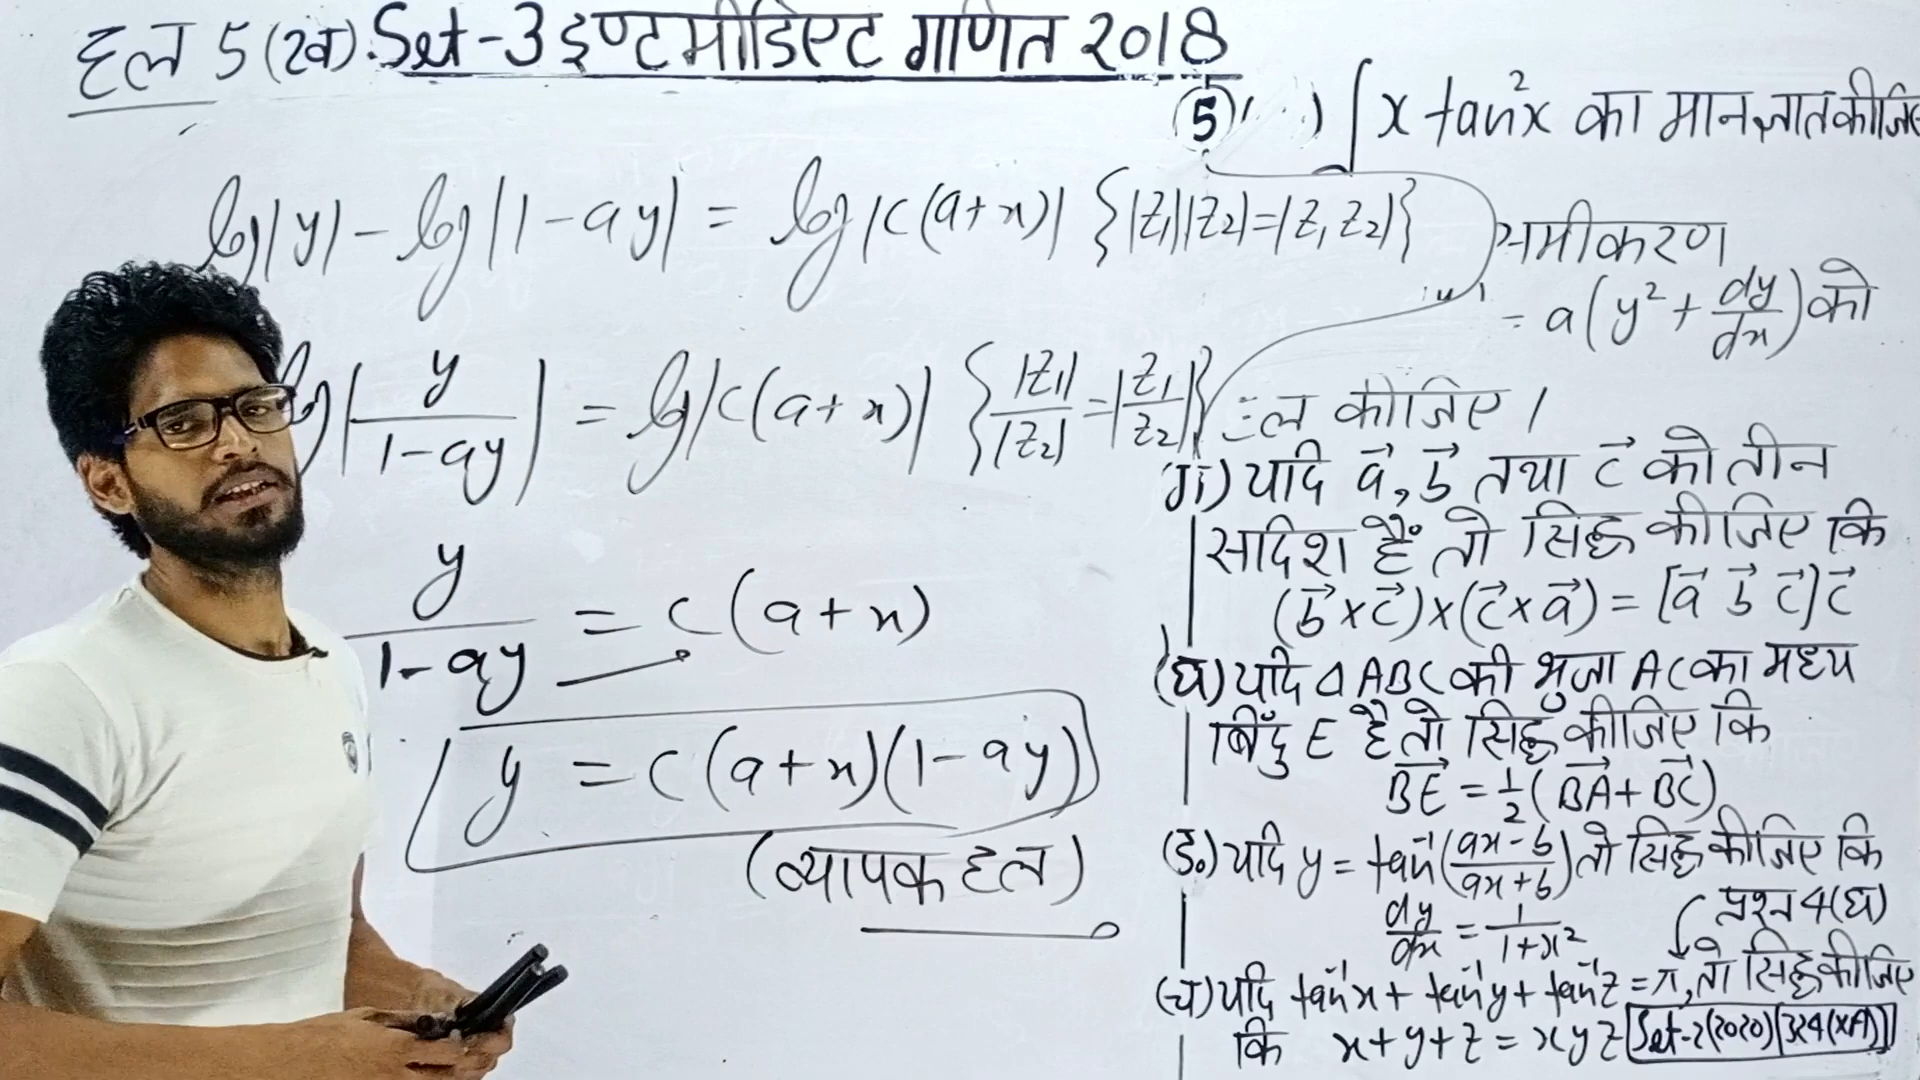 हल 5 (ख). Set-3 इण्टमीडिएट गणित 2018
log|y| - log|1-ay| = log|c(a+x)| {|z₁||z₂|=|z₁z₂|}
log|y/(1-ay)| = log|c(a+x)| {|z₁|/|z₂| = |z₁/z₂|}
y/(1-ay) = c(a+x)
y = c(a+x)(1-ay)
(व्यापक हल)
⑤ ∫x tan²x का मान ज्ञात कीजिए
समीकरण
= a(y² + dy/dx) को
हल कीजिए।
(ग) यदि a⃗, b⃗ तथा c⃗ को तीन
सदिश हैं तो सिद्ध कीजिए कि
(b⃗×c⃗)×(c⃗×a⃗) = [a⃗ b⃗ c⃗]c⃗
(घ) यदि Δ ABC की भुजा AC का मध्य
बिंदु E है तो सिद्ध कीजिए कि
BE⃗ = 1/2(BA⃗ + BC⃗)
(ड॰) यदि y = tan⁻¹((ax-b)/(ax+b)) तो सिद्ध कीजिए कि
dy/dx = 1/(1+x²)
प्रश्न 4(घ)
(च) यदि tan⁻¹x + tan⁻¹y + tan⁻¹z = π, तो सिद्ध कीजिए
कि x+y+z = xyz [Set-2(2020)[324(XA)]]